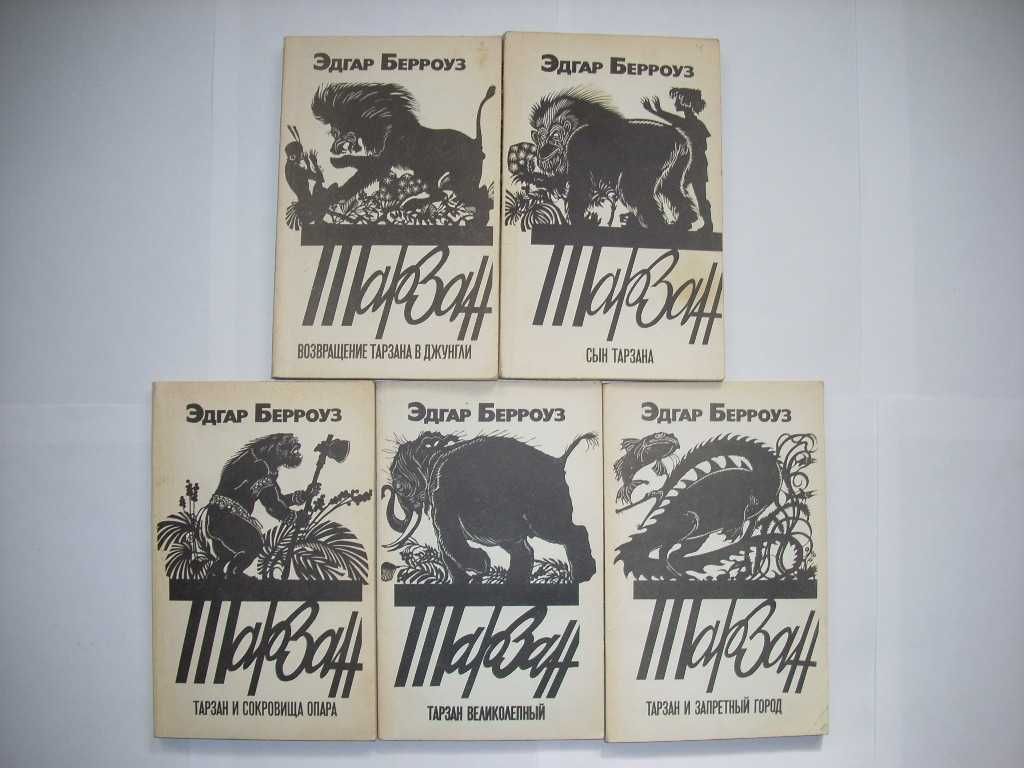 Эдгар Берроуз
Тарзан
ВОЗВРАЩЕНИЕ ТАРЗАНА В ДЖУНГЛИ
Эдгар Берроуз
Тарзан
СЫН ТАРЗАНА
Эдгар Берроуз
Тарзан
ТАРЗАН И СОКРОВИЩА ОПАРА
Эдгар Берроуз
Тарзан
ТАРЗАН ВЕЛИКОЛЕПНЫЙ
Эдгар Берроуз
Тарзан
ТАРЗАН И ЗАПРЕТНЫЙ ГОРОД